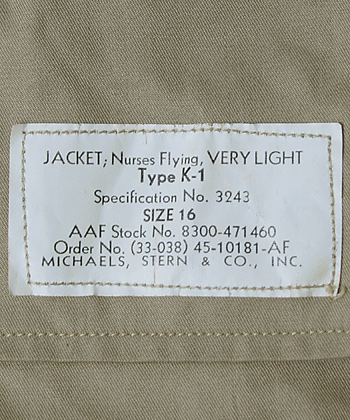 JACKET; Nurses Flying, VERY LIGHT
Type K-1
Specification No. 3243
SIZE 16
AAF Stock No. 8300-471460
Order No. (33-038) 45-10181-AF
MICHAELS, STERN & CO., INC.